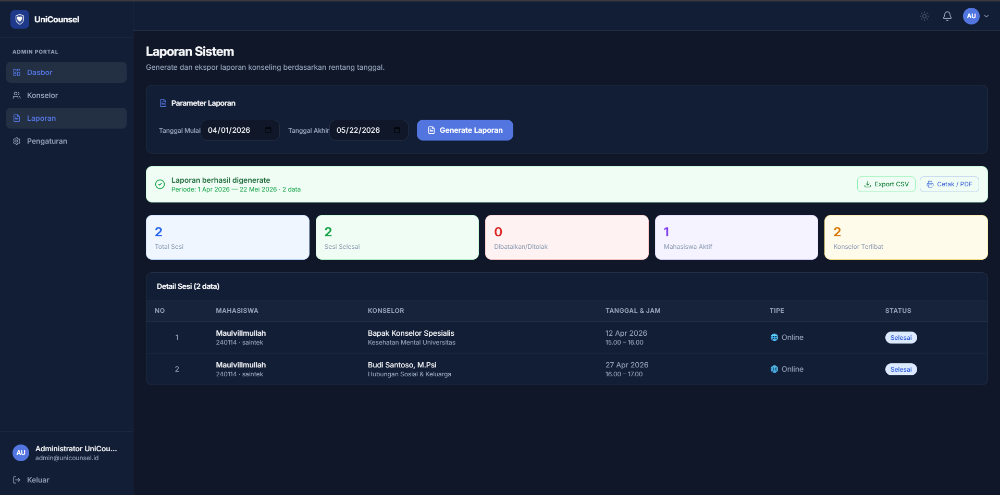 UniCounsel
AU
ADMIN PORTAL
Dasbor
Konselor
Laporan
Pengaturan
Laporan Sistem
Generate dan ekspor laporan konseling berdasarkan rentang tanggal.
Parameter Laporan
Tanggal Mulai 04/01/2026 Tanggal Akhir 05/22/2026 Generate Laporan
Laporan berhasil digenerate
Periode: 1 Apr 2026 — 22 Mei 2026 · 2 data
Export CSV Cetak / PDF
2
Total Sesi
2
Sesi Selesai
0
Dibatalkan/Ditolak
1
Mahasiswa Aktif
2
Konselor Terlibat
Detail Sesi (2 data)
NO MAHASISWA KONSELOR TANGGAL & JAM TIPE STATUS
1 Maulvillmullah Bapak Konselor Spesialis 12 Apr 2026 Online Selesai
240114 · saintek Kesehatan Mental Universitas 15.00 – 16.00
2 Maulvillmullah Budi Santoso, M.Psi 27 Apr 2026 Online Selesai
240114 · saintek Hubungan Sosial & Keluarga 16.00 – 17.00
AU
Administrator UniCou...
admin@unicounsel.id
Keluar